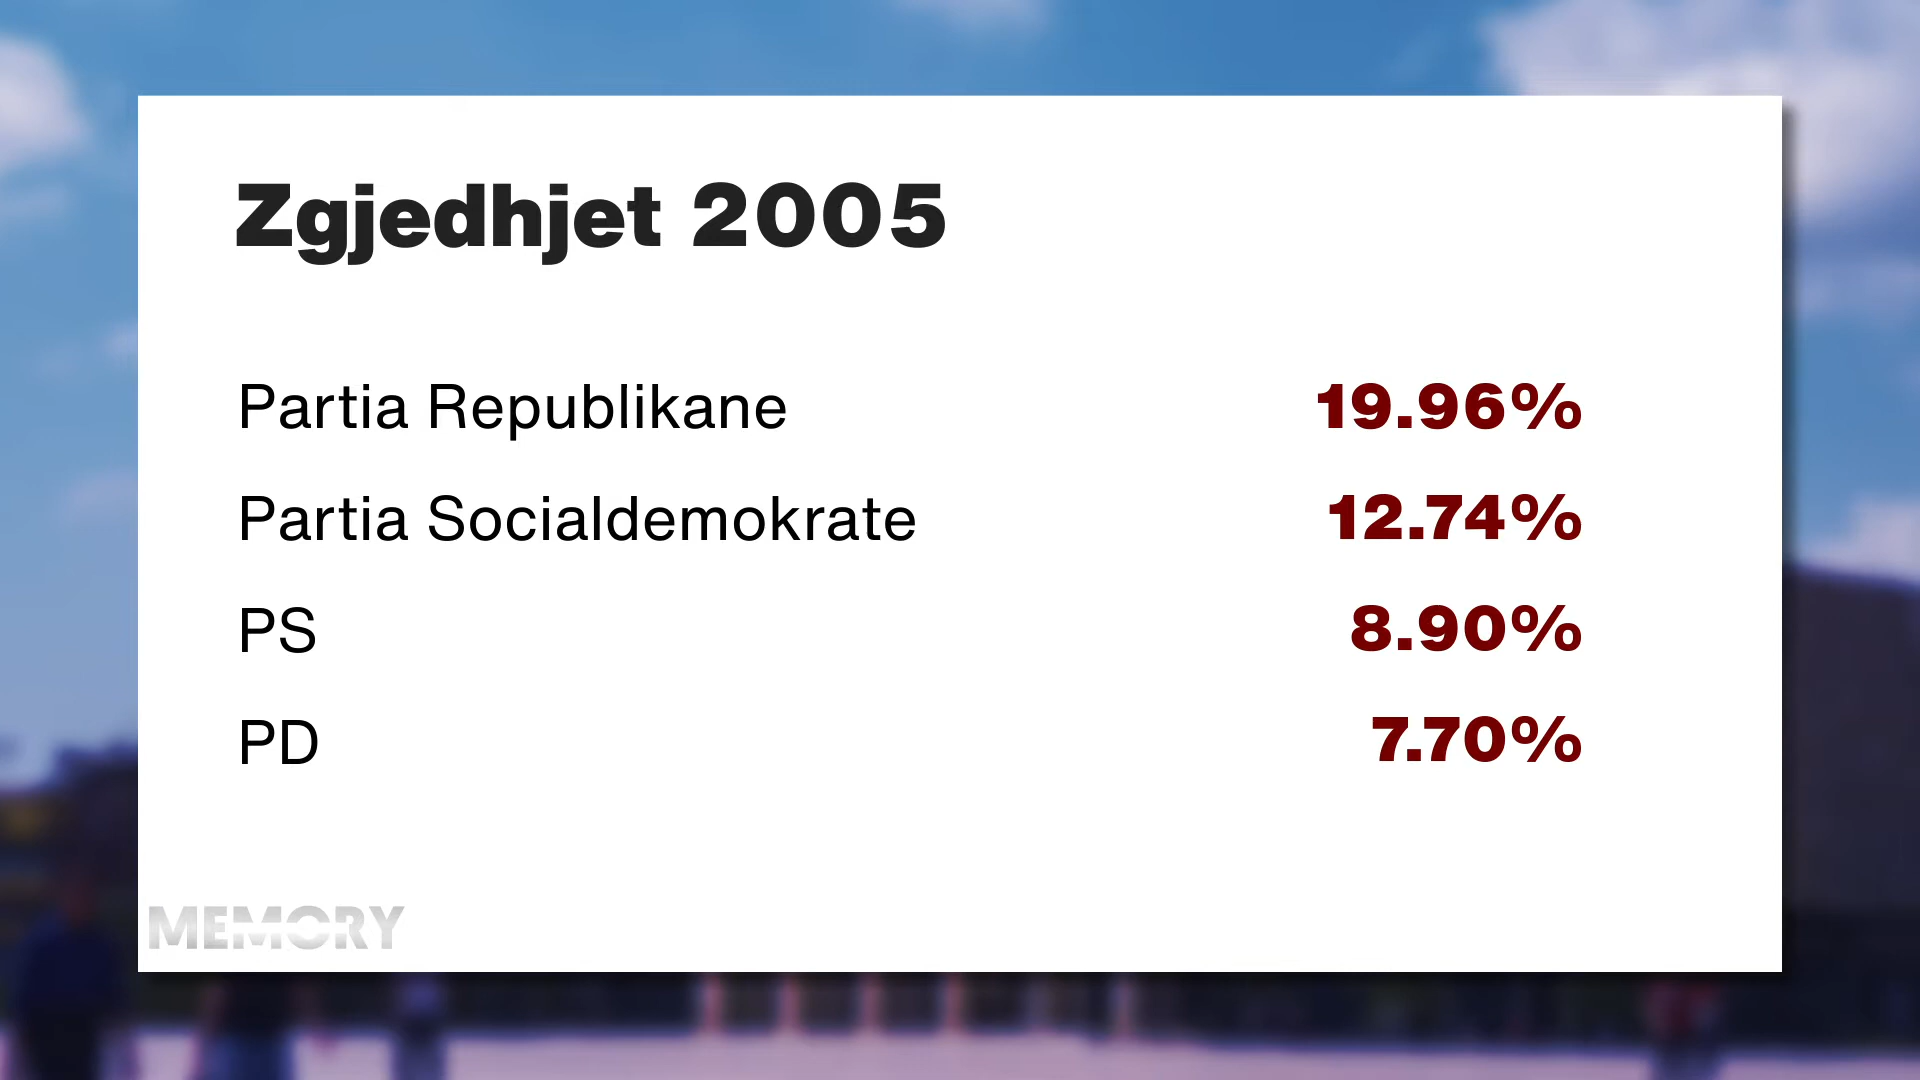 Zgjedhjet 2005
Partia Republikane 19.96%
Partia Socialdemokrate 12.74%
PS 8.90%
PD 7.70%
MEMORY